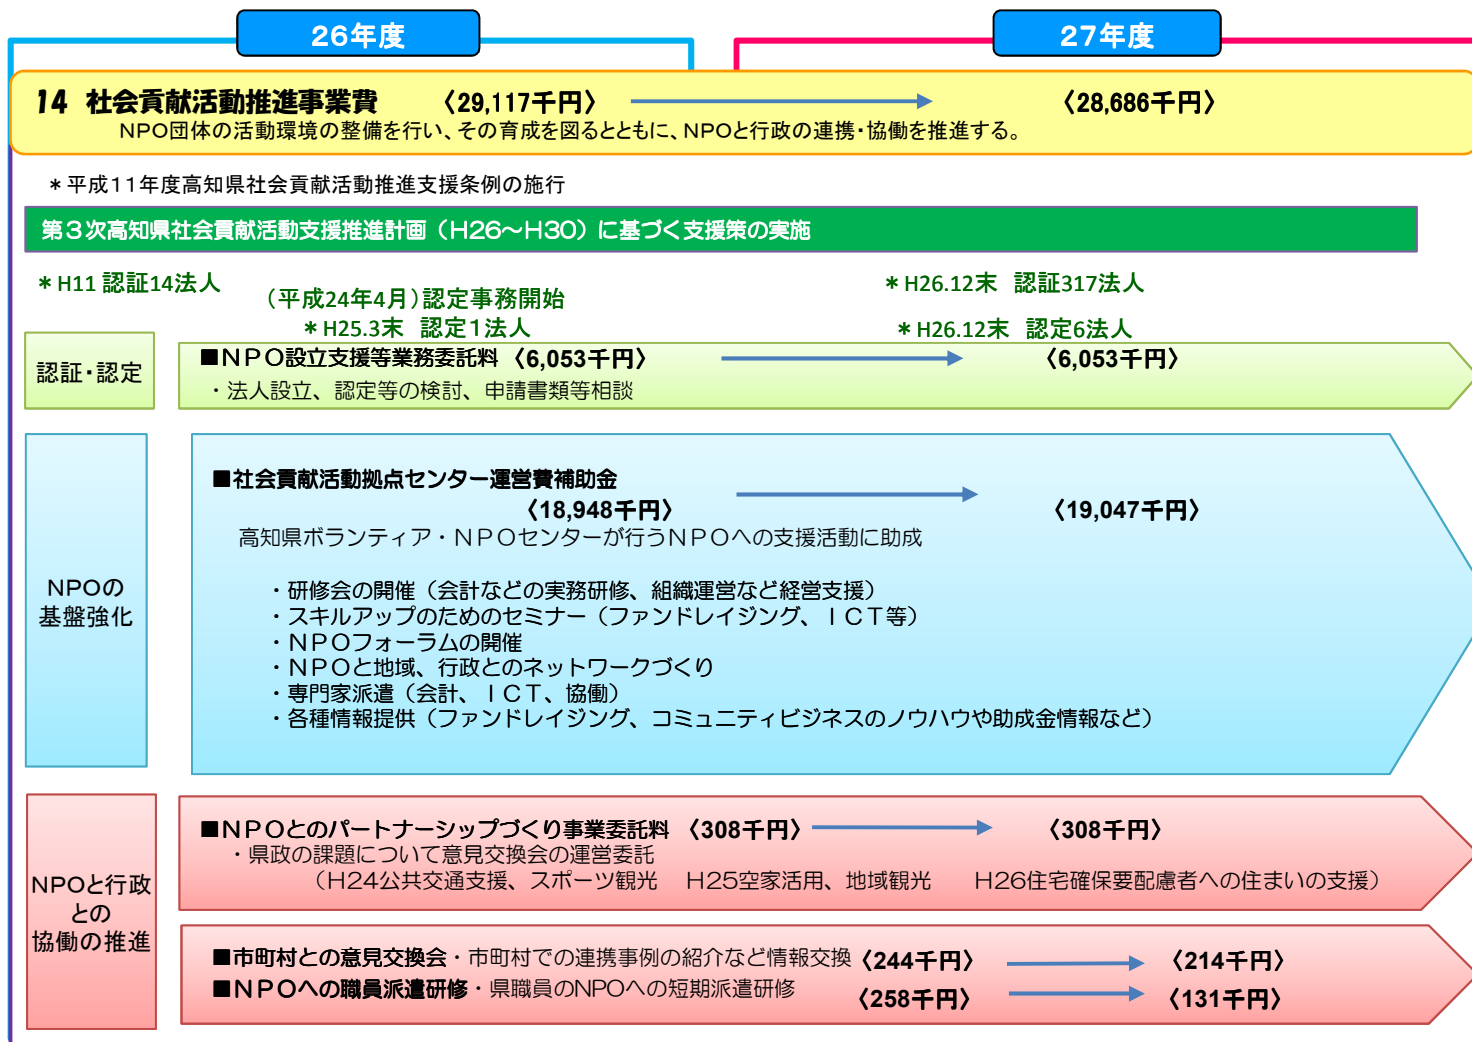 26年度
27年度
14 社会貢献活動推進事業費 〈29,117千円〉 〈28,686千円〉
NPO団体の活動環境の整備を行い、その育成を図るとともに、NPOと行政の連携・協働を推進する。
＊平成11年度高知県社会貢献活動推進支援条例の施行
第３次高知県社会貢献活動支援推進計画（H26～H30）に基づく支援策の実施
＊H11 認証14法人
（平成24年4月）認定事務開始
＊H25.3末 認定１法人
＊H26.12末 認証317法人
＊H26.12末 認定6法人
認証・認定
■ＮＰＯ設立支援等業務委託料 〈6,053千円〉 〈6,053千円〉
・法人設立、認定等の検討、申請書類等相談
NPOの
基盤強化
■社会貢献活動拠点センター運営費補助金
〈18,948千円〉 〈19,047千円〉
高知県ボランティア・ＮＰＯセンターが行うＮＰＯへの支援活動に助成
・研修会の開催（会計などの実務研修、組織運営など経営支援）
・スキルアップのためのセミナー（ファンドレイジング、ＩＣＴ等）
・ＮＰＯフォーラムの開催
・ＮＰＯと地域、行政とのネットワークづくり
・専門家派遣（会計、ＩＣＴ、協働）
・各種情報提供（ファンドレイジング、コミュニティビジネスのノウハウや助成金情報など）
NPOと行政
との
協働の推進
■ＮＰＯとのパートナーシップづくり事業委託料 〈308千円〉 〈308千円〉
・県政の課題について意見交換会の運営委託
（H24公共交通支援、スポーツ観光 H25空家活用、地域観光 H26住宅確保要配慮者への住まいの支援）
■市町村との意見交換会・市町村での連携事例の紹介など情報交換 〈244千円〉 〈214千円〉
■ＮＰＯへの職員派遣研修・県職員のNPOへの短期派遣研修 〈258千円〉 〈131千円〉